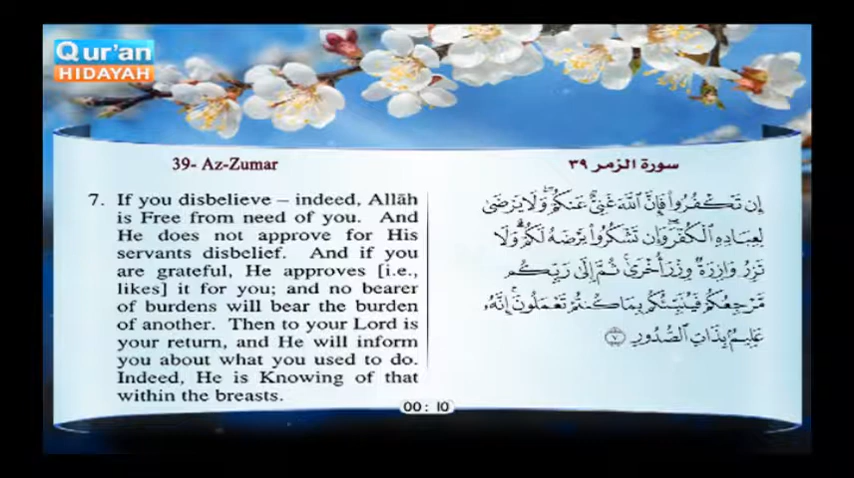 Qur'an
HIDAYAH
39- Az-Zumar
سورة الزمر ٣٩
7. If you disbelieve – indeed, Allāh
is Free from need of you. And
He does not approve for His
servants disbelief. And if you
are grateful, He approves [i.e.,
likes] it for you; and no bearer
of burdens will bear the burden
of another. Then to your Lord is
your return, and He will inform
you about what you used to do.
Indeed, He is Knowing of that
within the breasts.
إِن تَكْفُرُوا۟ فَإِنَّ ٱللَّهَ غَنِىٌّ عَنكُمْ ۖ وَلَا يَرْضَىٰ
لِعِبَادِهِ ٱلْكُفْرَ ۖ وَإِن تَشْكُرُوا۟ يَرْضَهُ لَكُمْ ۗ وَلَا
تَزِرُ وَازِرَةٌ وِزْرَ أُخْرَىٰ ۗ ثُمَّ إِلَىٰ رَبِّكُم
مَّرْجِعُكُمْ فَيُنَبِّئُكُم بِمَا كُنتُمْ تَعْمَلُونَ ۚ إِنَّهُۥ
عَلِيمٌۢ بِذَاتِ ٱلصُّدُورِ ٧
00: 10